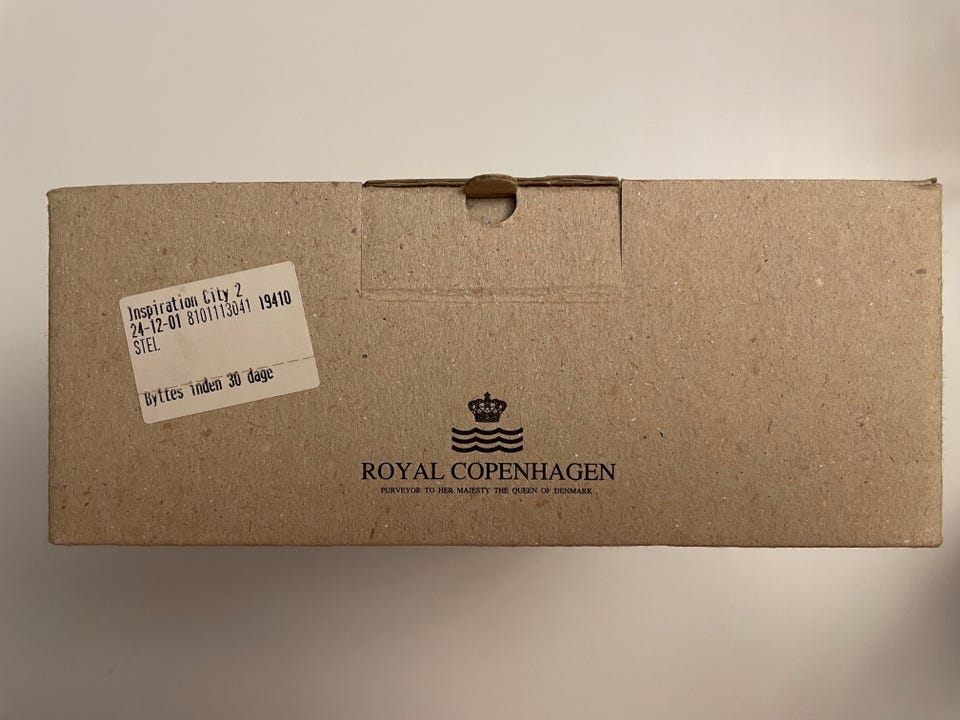 Inspiration City 2
24-12-01 8101113041 19410
STEL
Byttes inden 30 dage
ROYAL COPENHAGEN
PURVEYOR TO HER MAJESTY THE QUEEN OF DENMARK